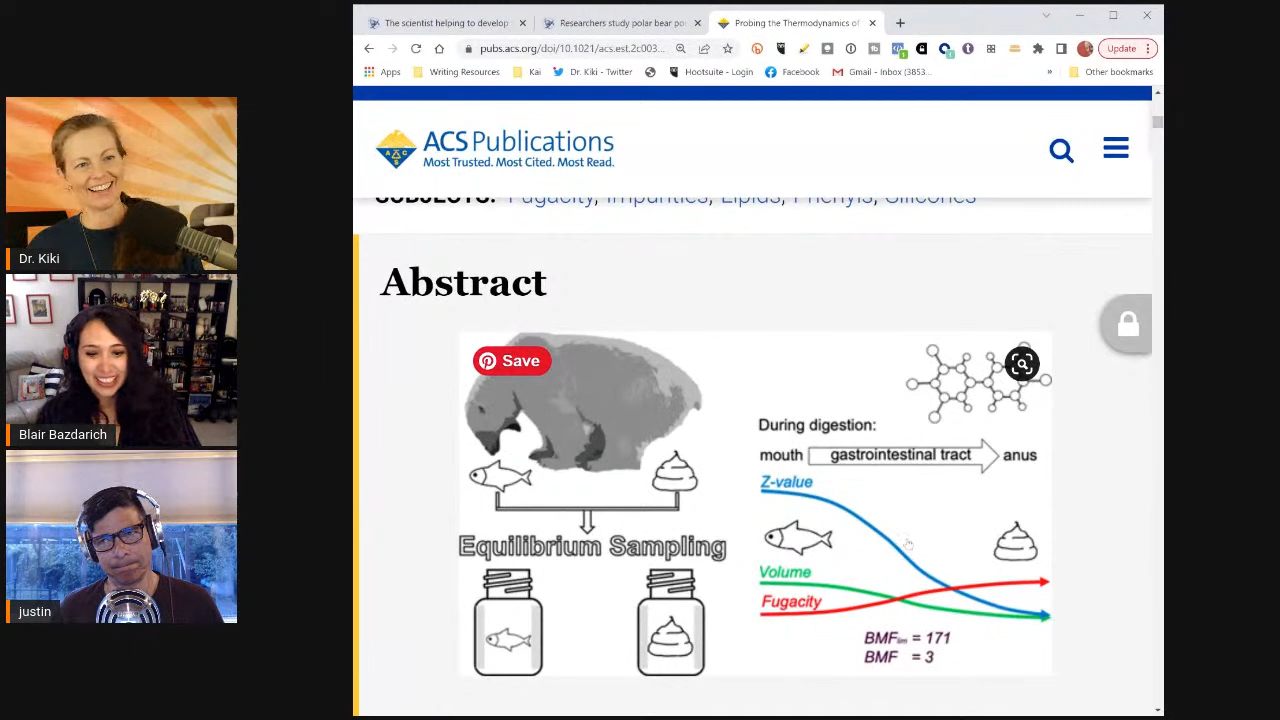 The scientist helping to develop
Researchers study polar bear poo
Probing the Thermodynamics of
pubs.acs.org/doi/10.1021/acs.est.2c003...
Update
Apps
Writing Resources
Kai
Dr. Kiki - Twitter
Hootsuite - Login
Facebook
Gmail - Inbox (3853...
»
Other bookmarks
ACS Publications
Most Trusted. Most Cited. Most Read.
SUBJECTS: Fugacity, Impurities, Lipids, Phenyls, Silicones
Abstract
Save
During digestion:
mouth gastrointestinal tract anus
Z-value
Equilibrium Sampling
Volume
Fugacity
BMFlim = 171
BMF = 3
Dr. Kiki
Blair Bazdarich
justin